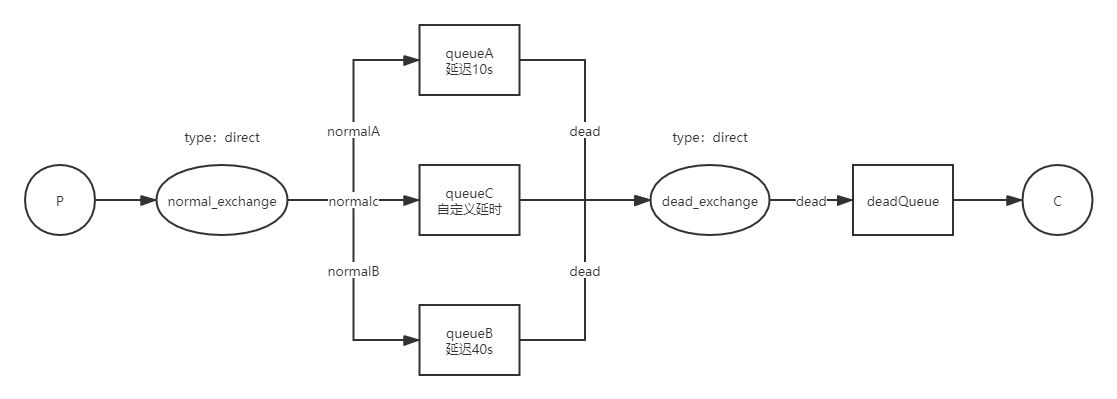 queueA
延迟10s
type：direct
normalA
dead
type：direct
P
normal_exchange
normalc
queueC
自定义延时
dead_exchange
dead
deadQueue
C
normalB
dead
queueB
延迟40s